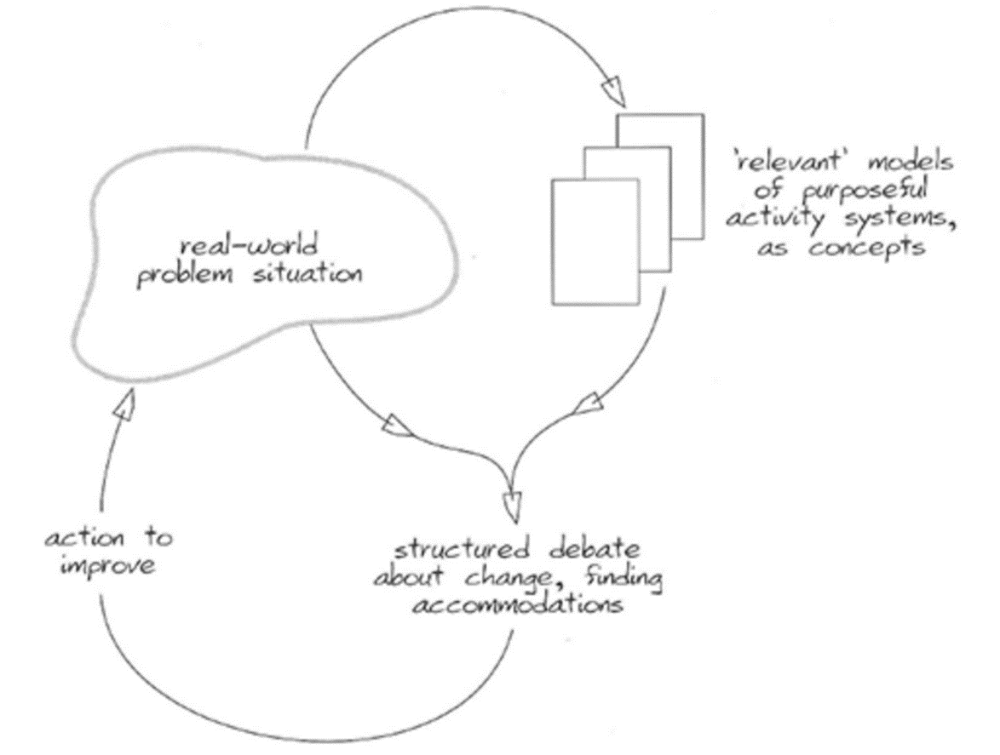 'relevant' models
of purposeful
activity systems,
as concepts
real-world
problem situation
action to
improve
structured debate
about change, finding
accommodations